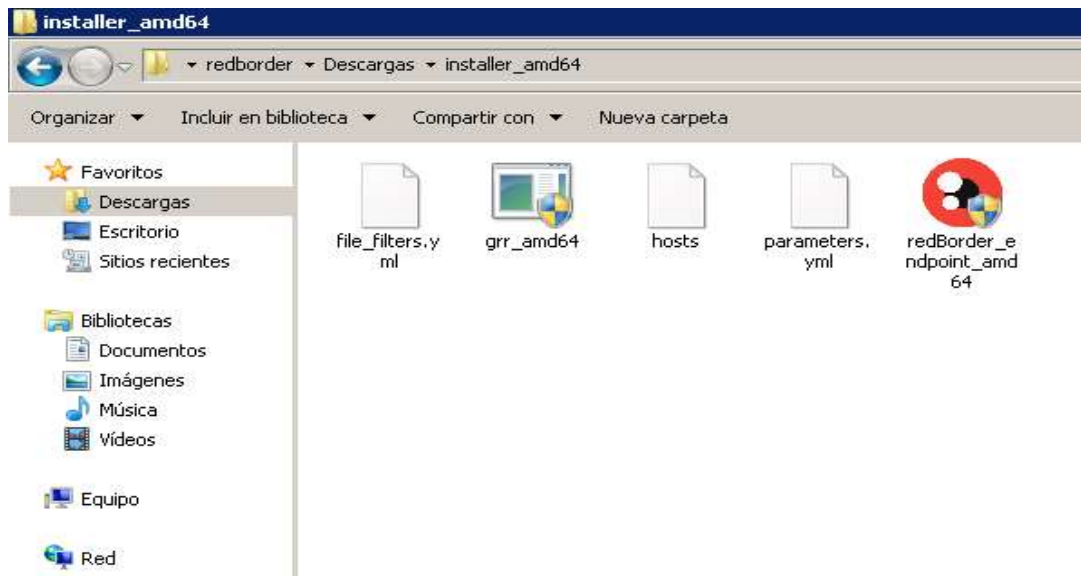 installer_amd64
redborder Descargas installer_amd64
Organizar Incluir en biblioteca Compartir con Nueva carpeta
Favoritos
Descargas
Escritorio
Sitios recientes
Bibliotecas
Documentos
Imágenes
Música
Vídeos
Equipo
Red
file_filters.y
ml
grr_amd64
hosts
parameters.
yml
redBorder_e
ndpoint_amd
64